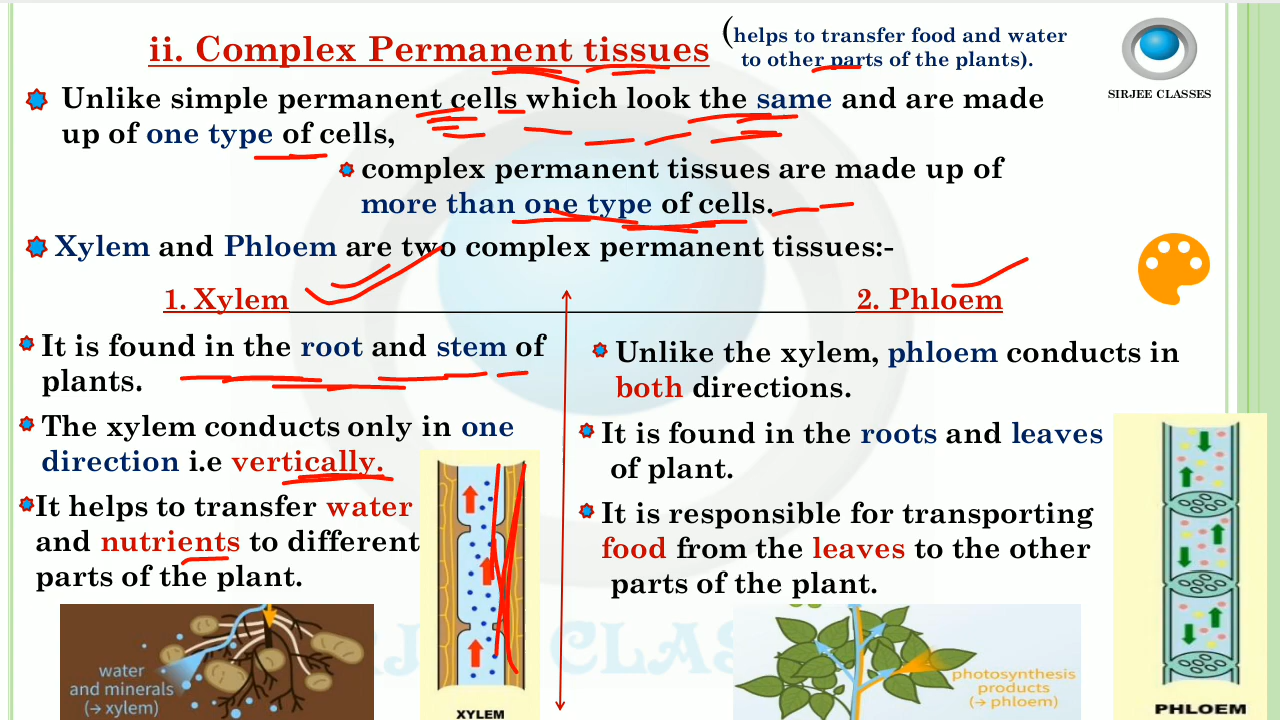 ii. Complex Permanent tissues
(helps to transfer food and water
to other parts of the plants).
SIRJEE CLASSES
Unlike simple permanent cells which look the same and are made
up of one type of cells,
complex permanent tissues are made up of
more than one type of cells.
Xylem and Phloem are two complex permanent tissues:-
1. Xylem
It is found in the root and stem of
plants.
The xylem conducts only in one
direction i.e vertically.
It helps to transfer water
and nutrients to different
parts of the plant.
water
and minerals
(→ xylem)
XYLEM
2. Phloem
Unlike the xylem, phloem conducts in
both directions.
It is found in the roots and leaves
of plant.
It is responsible for transporting
food from the leaves to the other
parts of the plant.
photosynthesis
products
(→ phloem)
PHLOEM